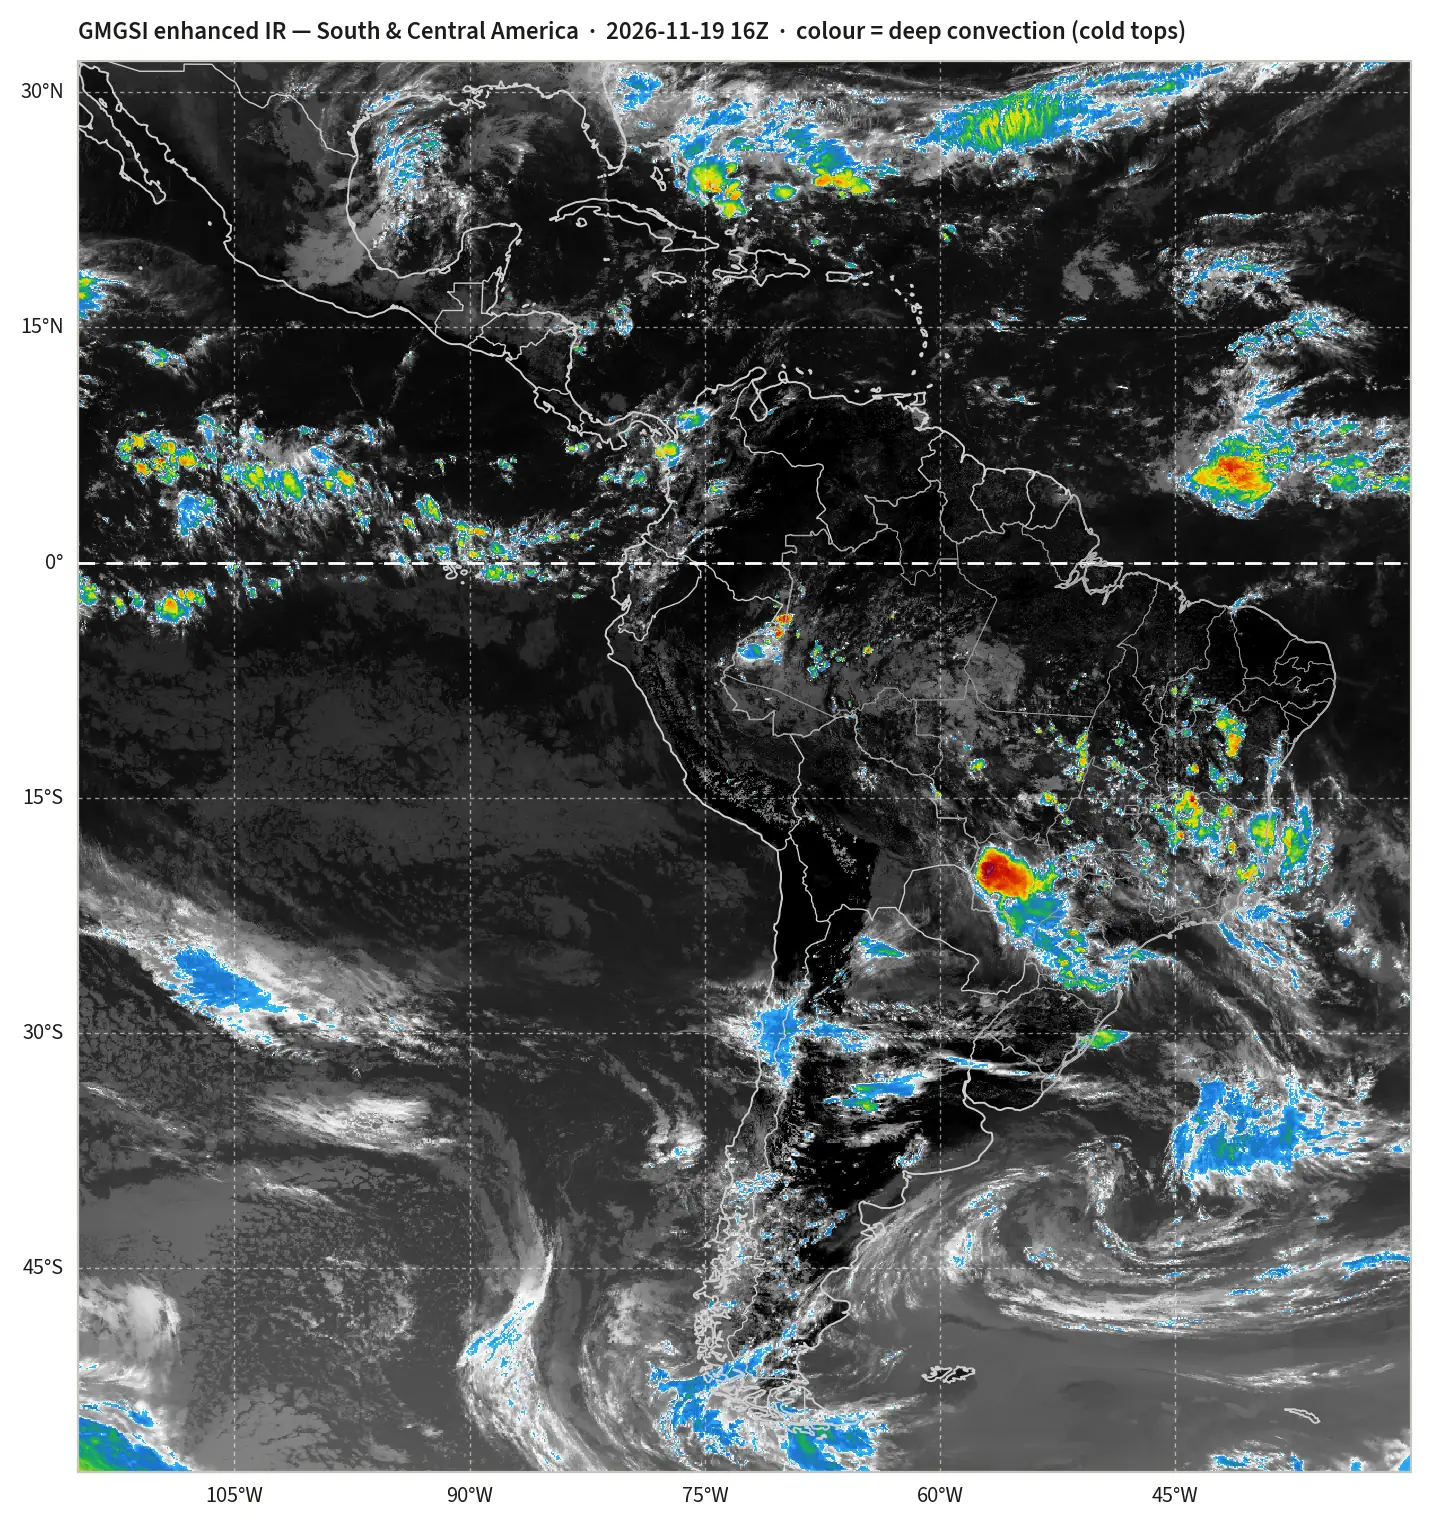 GMGSI enhanced IR — South & Central America · 2026-11-19 16Z · colour = deep convection (cold tops)
30°N
15°N
0°
15°S
30°S
45°S
105°W
90°W
75°W
60°W
45°W